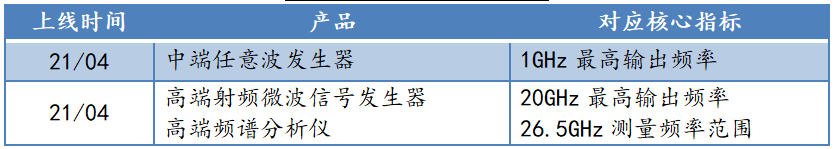 上线时间 产品 对应核心指标
21/04 中端任意波发生器 1GHz 最高输出频率
21/04 高端射频微波信号发生器 20GHz 最高输出频率
高端频谱分析仪 26.5GHz 测量频率范围